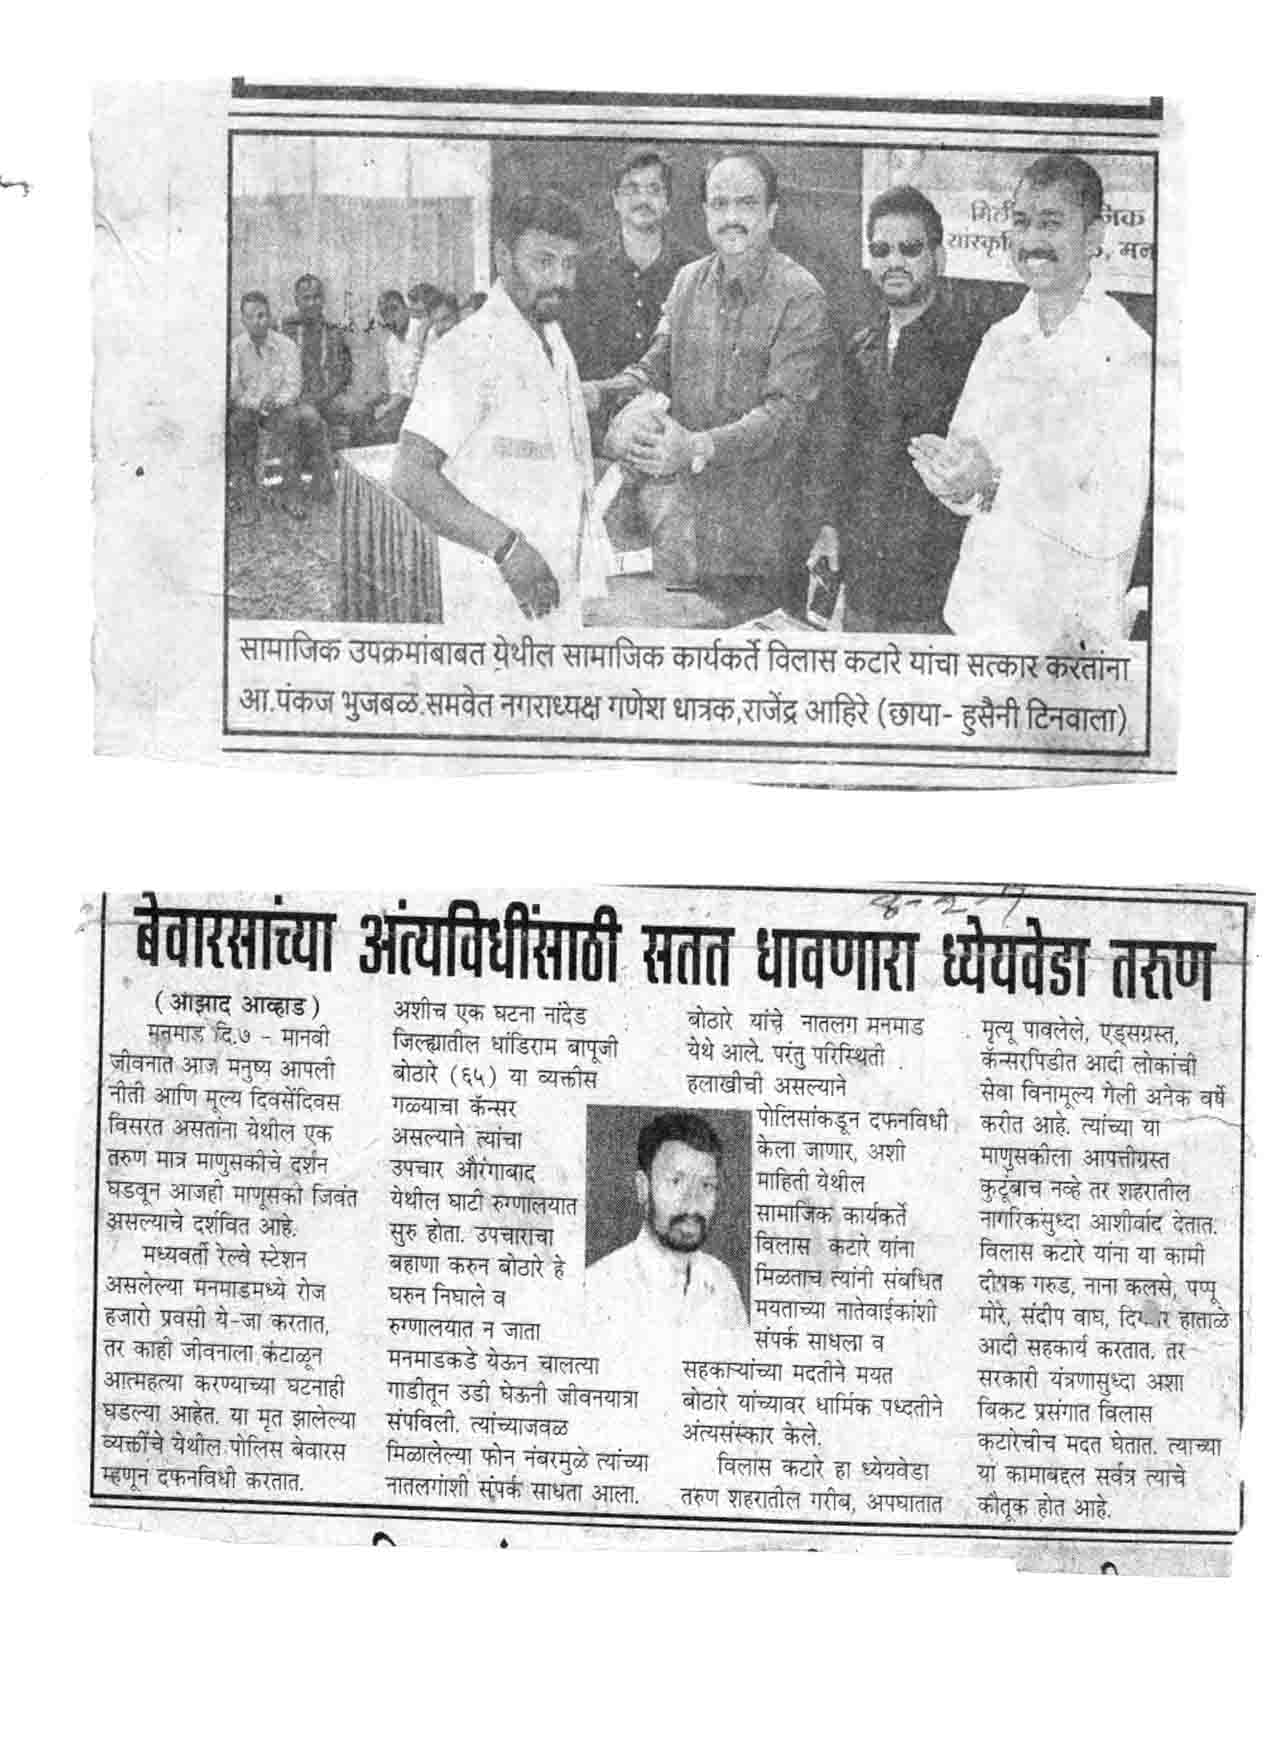 सांस्कृ
सामाजिक उपक्रमांबाबत येथील सामाजिक कार्यकर्ते विलास कटारे यांचा सत्कार करतांना
आ.पंकज भुजबळ.समवेत नगराध्यक्ष गणेश धात्रक,राजेंद्र आहिरे (छाया- हुसैनी टिनवाला)
बेवारसांच्या अंत्यविधींसाठी सतत धावणारा ध्येयवेडा तरुण
(आझाद आव्हाड)
मनमाड दि.७ - मानवी
जीवनात आज मनुष्य आपली
नीती आणि मूल्य दिवसेंदिवस
विसरत असतांना येथील एक
तरुण मात्र माणुसकीचे दर्शन
घडवून आजही माणूसकी जिवंत
असल्याचे दर्शवित आहे.
मध्यवर्ती रेल्वे स्टेशन
असलेल्या मनमाडमध्ये रोज
हजारो प्रवसी ये-जा करतात,
तर काही जीवनाला कंटाळून
आत्महत्या करण्याच्या घटनाही
घडल्या आहेत. या मृत झालेल्या
व्यक्तींचे येथील पोलिस बेवारस
म्हणून दफनविधी करतात.
अशीच एक घटना नांदेड
जिल्ह्यातील धांडिराम बापूजी
बोठारे (६५) या व्यक्तीस
गळ्याचा कॅन्सर
असल्याने त्यांचा
उपचार औरंगाबाद
येथील घाटी रुग्णालयात
सुरु होता. उपचाराचा
बहाणा करुन बोठारे हे
घरुन निघाले व
रुग्णालयात न जाता
मनमाडकडे येऊन चालत्या
गाडीतून उडी घेऊनी जीवनयात्रा
संपविली. त्यांच्याजवळ
मिळालेल्या फोन नंबरमुळे त्यांच्या
नातलगांशी संपर्क साधता आला.
बोठारे यांचे नातलग मनमाड
येथे आले. परंतु परिस्थिती
हलाखीची असल्याने
पोलिसांकडून दफनविधी
केला जाणार, अशी
माहिती येथील
सामाजिक कार्यकर्ते
विलास कटारे यांना
मिळताच त्यांनी संबधित
मयताच्या नातेवाईकांशी
संपर्क साधला व
सहकाऱ्यांच्या मदतीने मयत
बोठारे यांच्यावर धार्मिक पध्दतीने
अंत्यसंस्कार केले.
विलास कटारे हा ध्येयवेडा
तरुण शहरातील गरीब, अपघातात
मृत्यू पावलेले, एड्सग्रस्त,
कॅन्सरपिडीत आदी लोकांची
सेवा विनामूल्य गेली अनेक वर्षे
करीत आहे. त्यांच्या या
माणुसकीला आपत्तीग्रस्त
कुटूंबाच नव्हे तर शहरातील
नागरिकसुध्दा आशीर्वाद देतात.
विलास कटारे यांना या कामी
दीपक गरुड, नाना कलसे, पप्पू
मोरे, संदीप वाघ, हाताळे
आदी सहकार्य करतात. तर
सरकारी यंत्रणासुध्दा अशा
बिकट प्रसंगात विलास
कटारेचीच मदत घेतात. त्याच्या
या कामाबद्दल सर्वत्र त्याचे
कौतूक होत आहे.